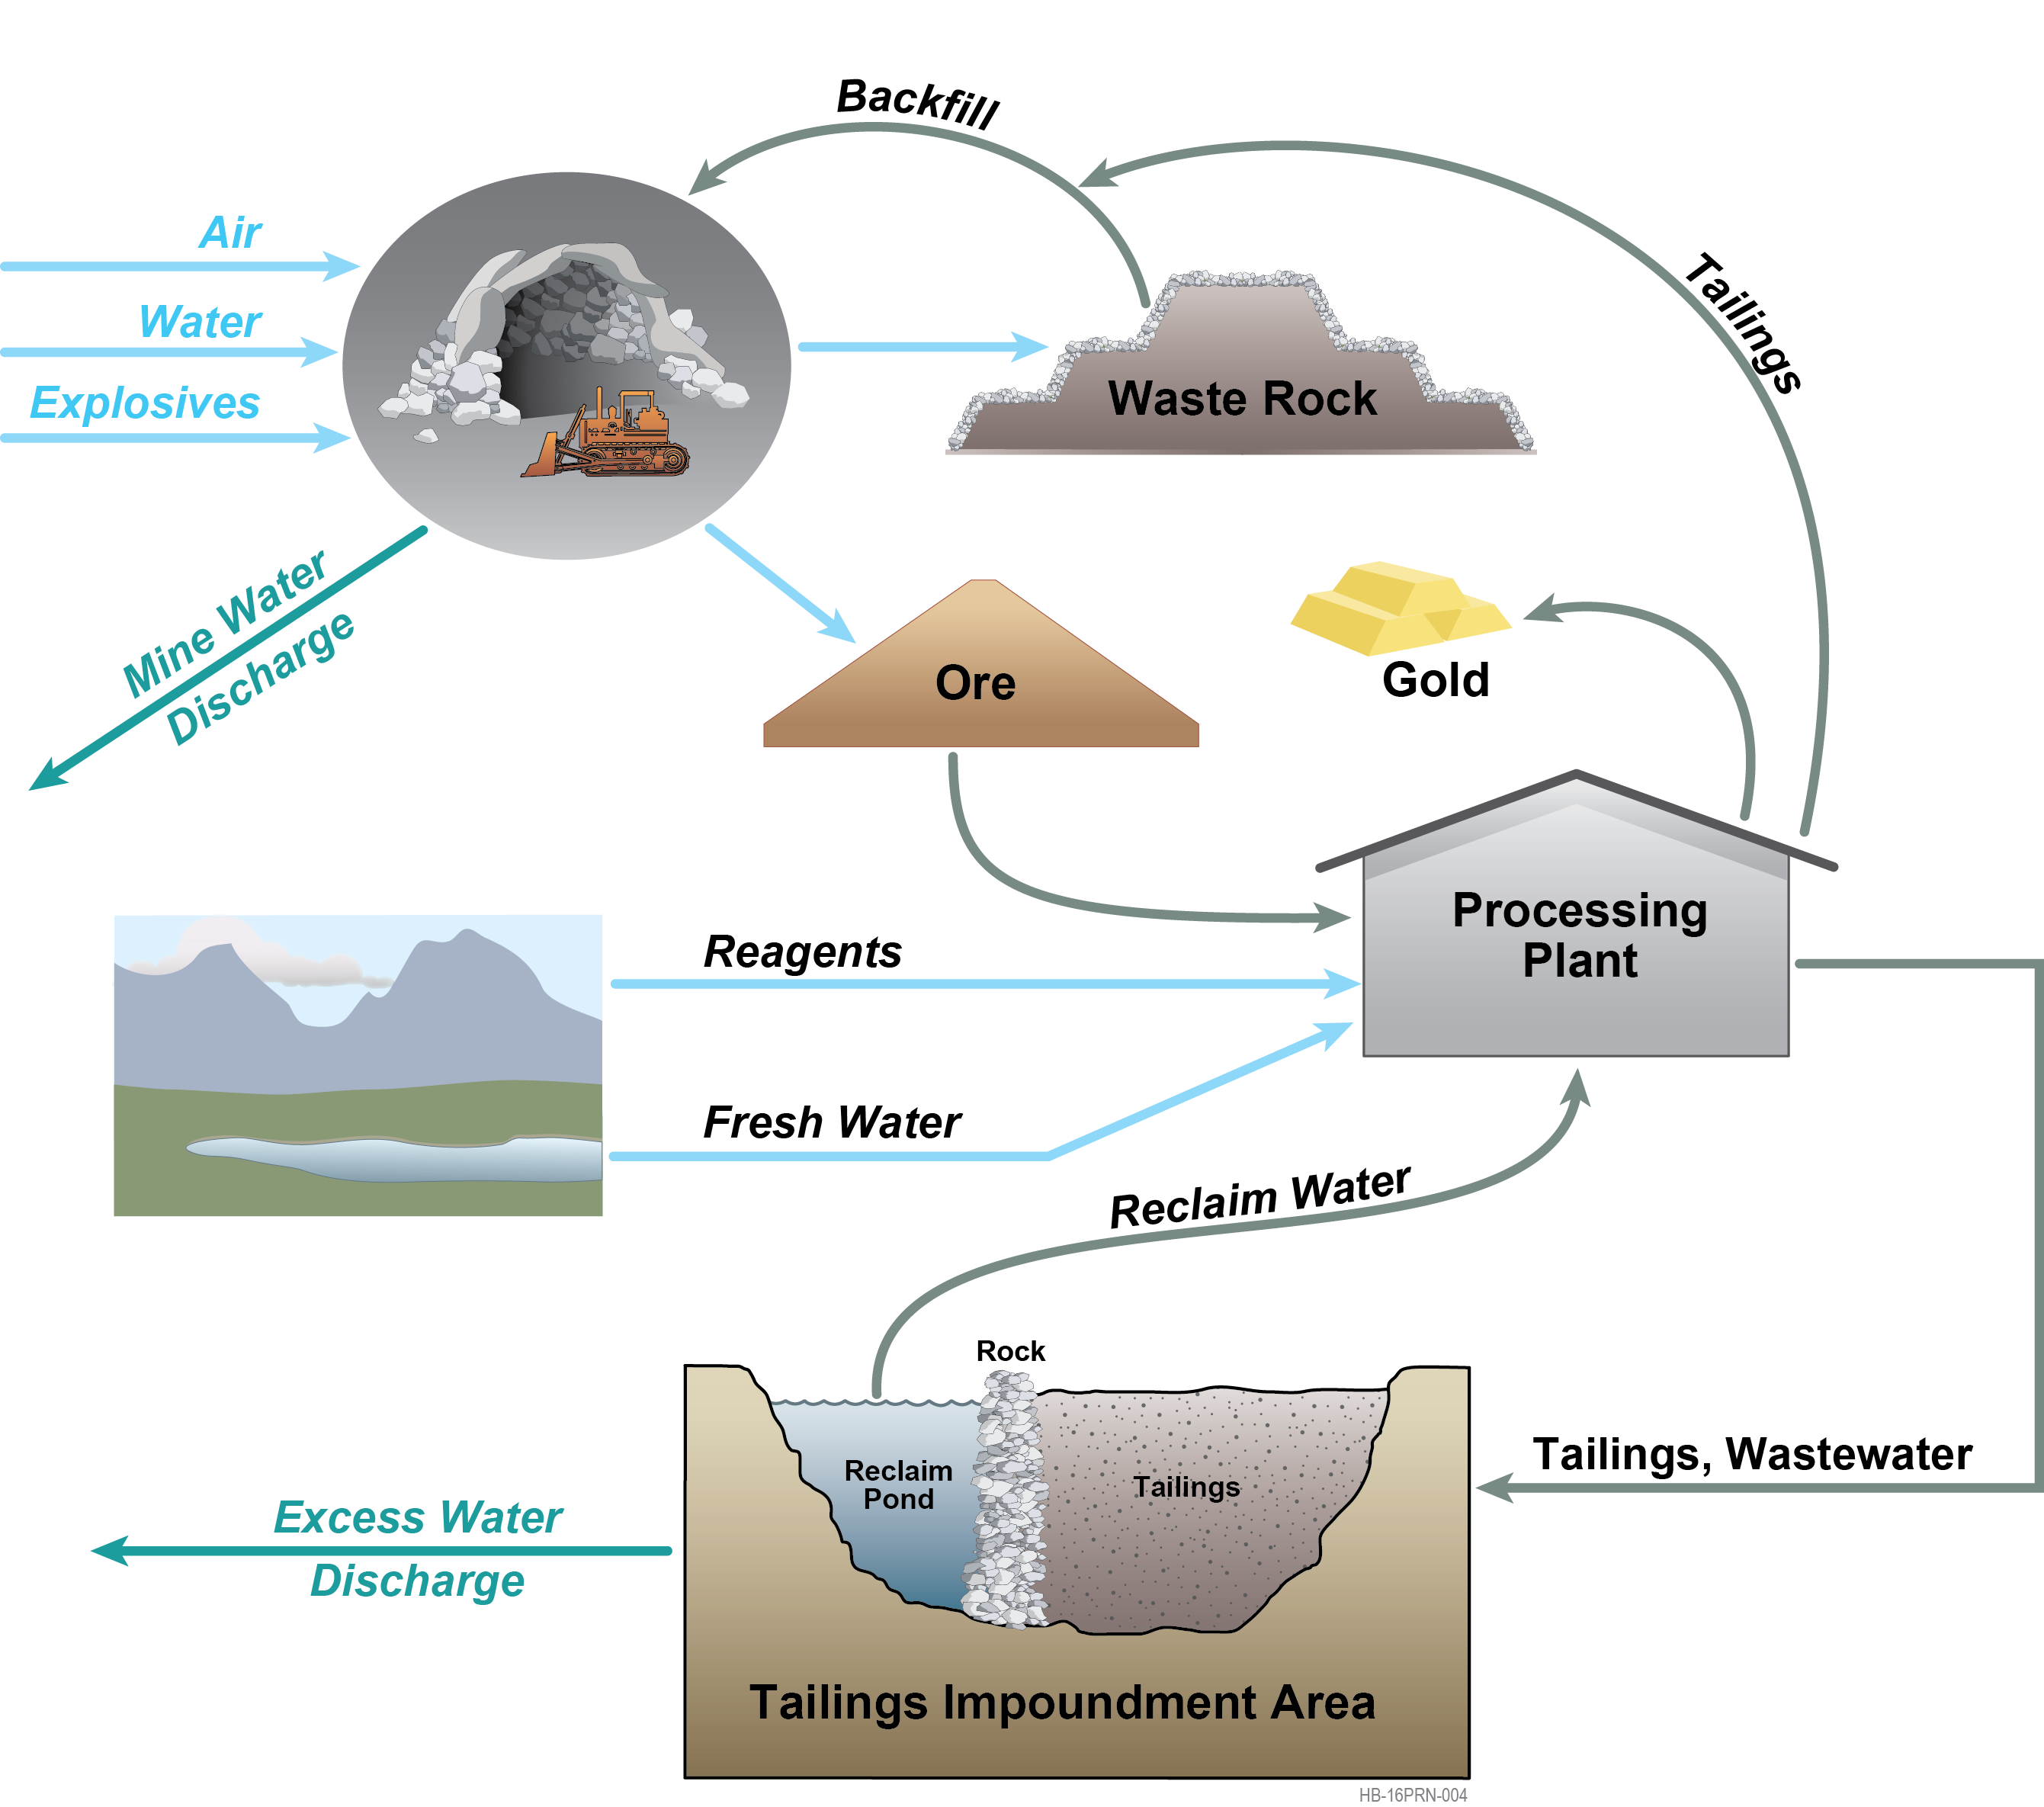 Backfill
Air
Water
Explosives
Tailings
Waste Rock
Mine Water
Discharge
Ore
Gold
Processing
Plant
Reagents
Fresh Water
Reclaim Water
Rock
Reclaim
Pond
Tailings
Tailings, Wastewater
Excess Water
Discharge
Tailings Impoundment Area
HB-16PRN-004